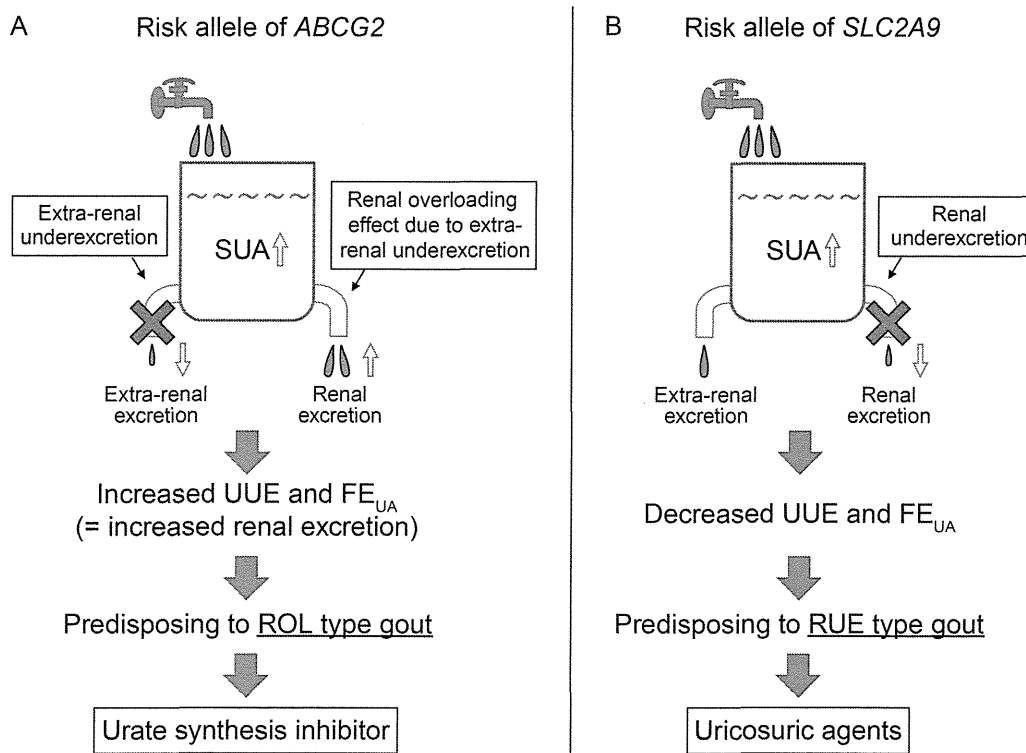 A
Risk allele of ABCG2
Extra-renal
underexcretion
Renal overloading
effect due to extra-
renal underexcretion
SUA
Extra-renal
excretion
Renal
excretion
Increased UUE and FE_UA
(= increased renal excretion)
Predisposing to ROL type gout
Urate synthesis inhibitor
B
Risk allele of SLC2A9
Renal
underexcretion
SUA
Extra-renal
excretion
Renal
excretion
Decreased UUE and FE_UA
Predisposing to RUE type gout
Uricosuric agents